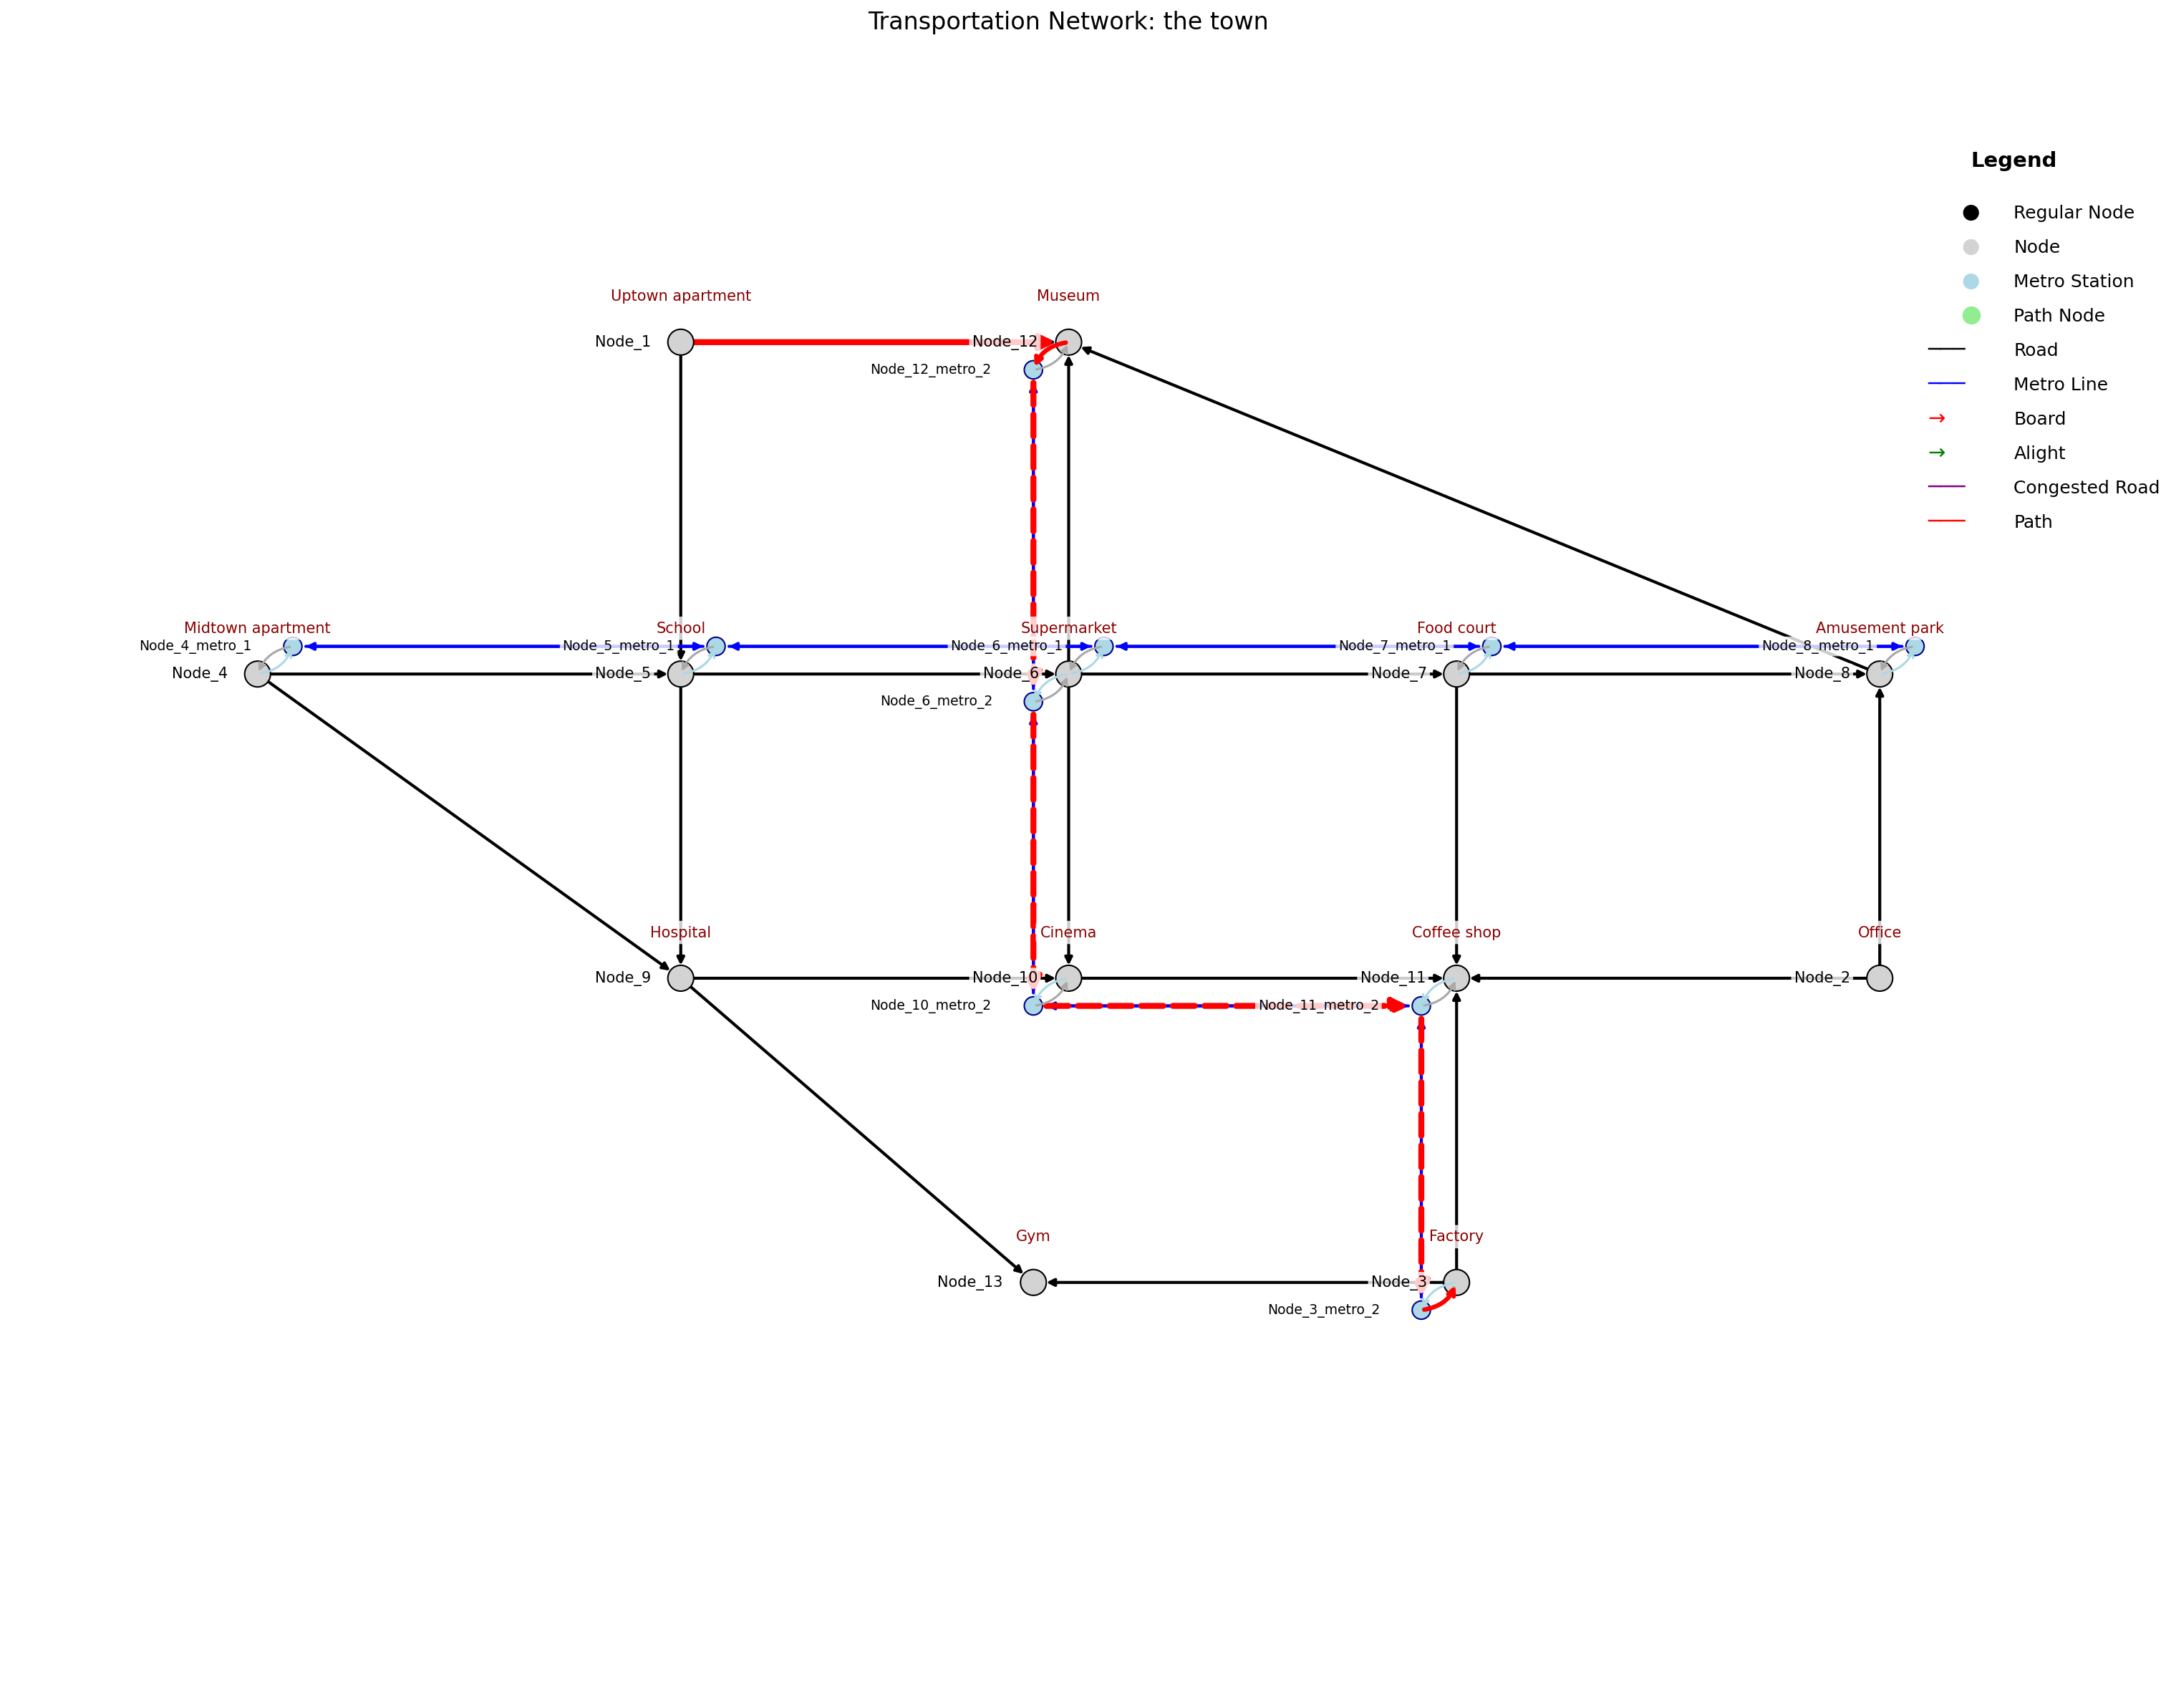 Transportation Network: the town
Legend
Regular Node
Node
Metro Station
Path Node
Road
Metro Line
→ Board
→ Alight
Congested Road
Path
Uptown apartment
Museum
Node_1
Node_12
Node_12_metro_2
Midtown apartment
School
Supermarket
Food court
Amusement park
Node_4_metro_1
Node_5_metro_1
Node_6_metro_1
Node_7_metro_1
Node_8_metro_1
Node_4
Node_5
Node_6
Node_7
Node_8
Node_6_metro_2
Hospital
Cinema
Coffee shop
Office
Node_9
Node_10
Node_11
Node_2
Node_10_metro_2
Node_11_metro_2
Gym
Factory
Node_13
Node_3
Node_3_metro_2